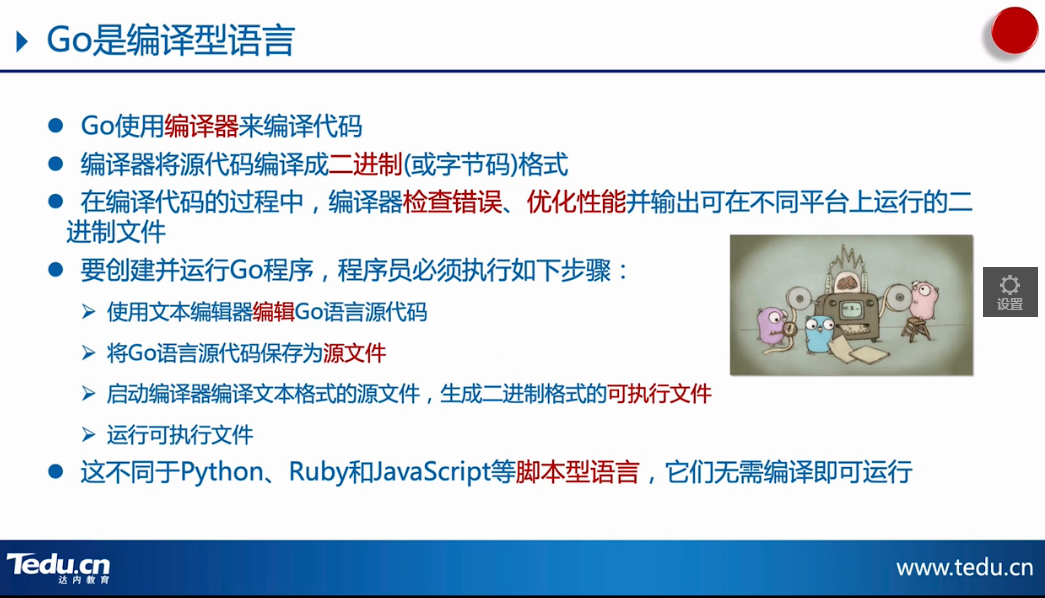 Go是编译型语言
Go使用编译器来编译代码
编译器将源代码编译成二进制(或字节码)格式
在编译代码的过程中，编译器检查错误、优化性能并输出可在不同平台上运行的二
进制文件
要创建并运行Go程序，程序员必须执行如下步骤：
使用文本编辑器编辑Go语言源代码
将Go语言源代码保存为源文件
启动编译器编译文本格式的源文件，生成二进制格式的可执行文件
运行可执行文件
这不同于Python、Ruby和JavaScript等脚本型语言，它们无需编译即可运行
设置
Tedu.cn
达内教育
www.tedu.cn